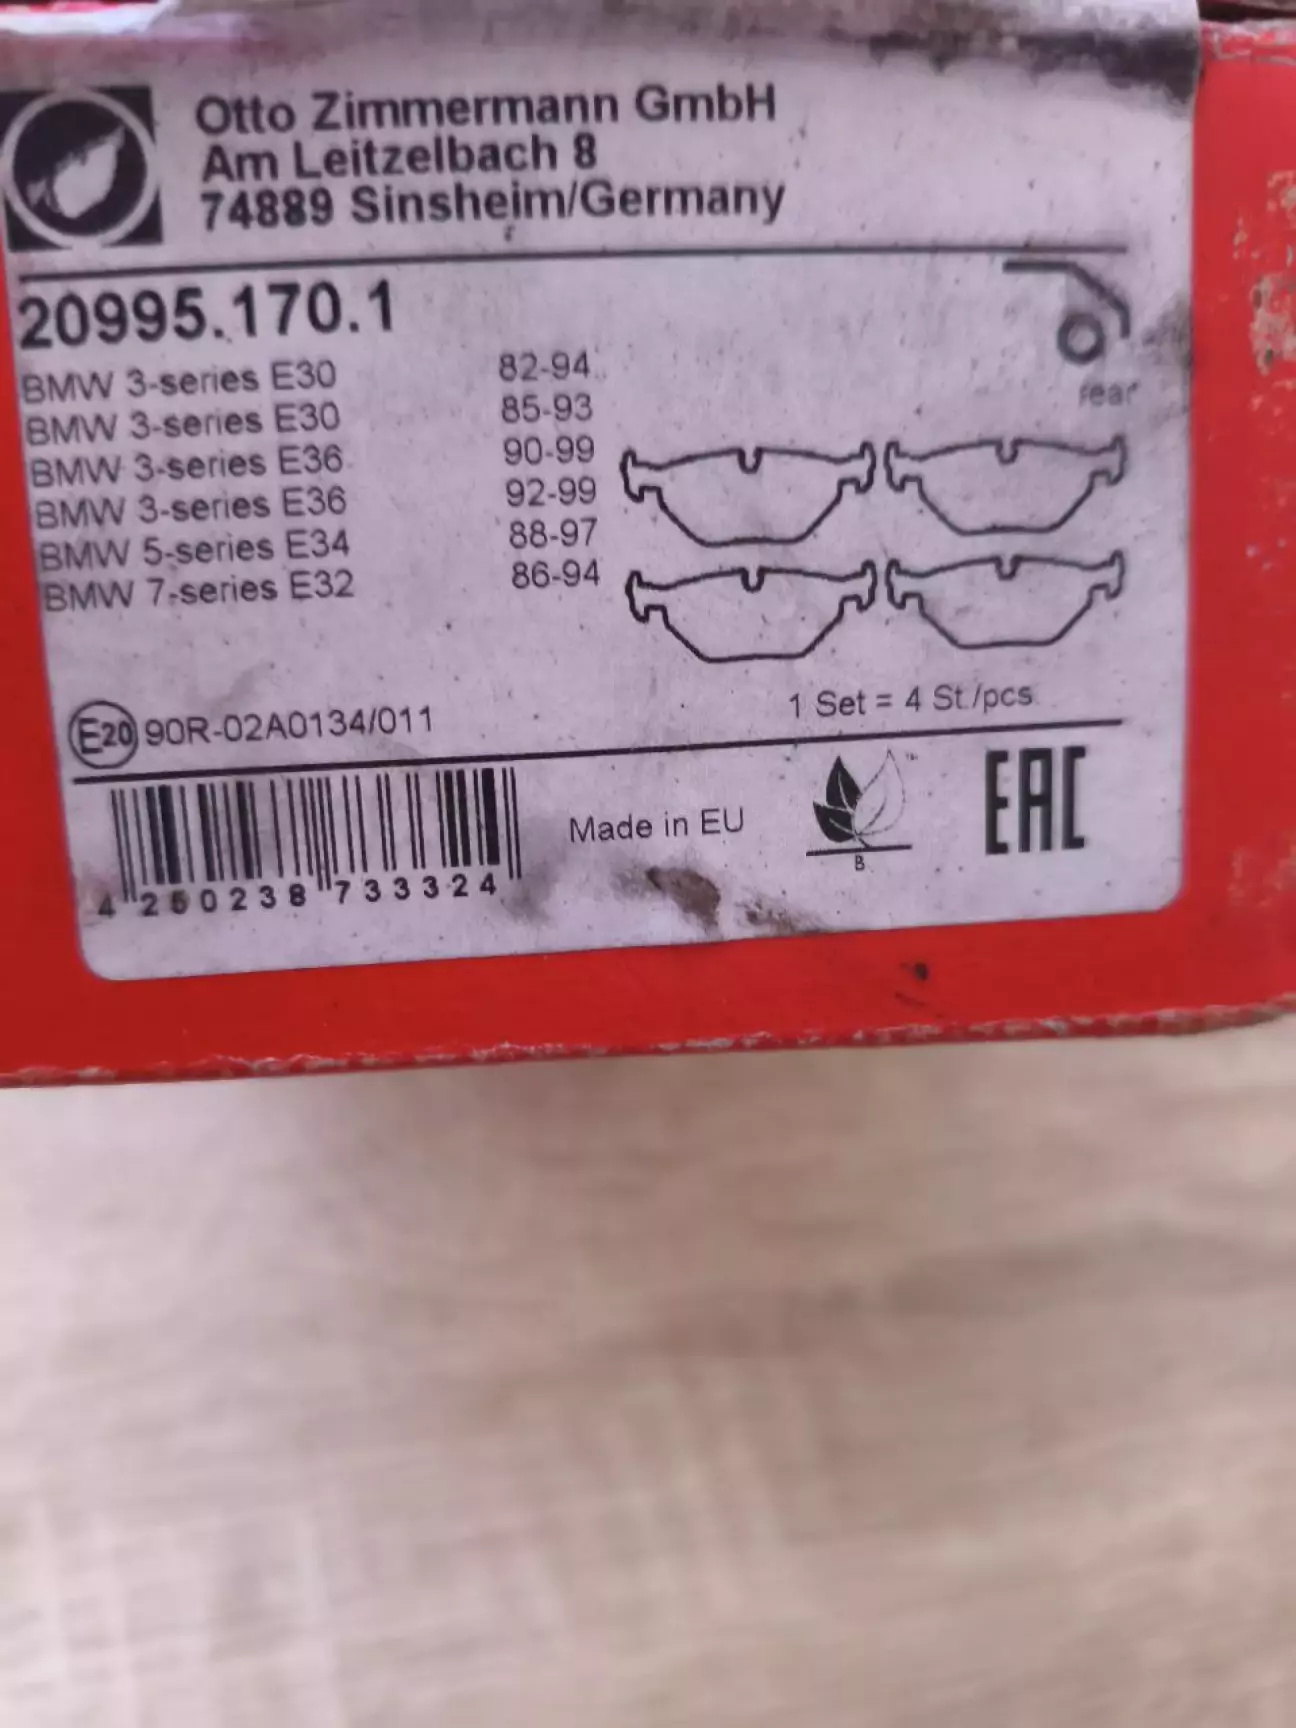 Otto Zimmermann GmbH
Am Leitzelbach 8
74889 Sinsheim/Germany
20995.170.1
rear
BMW 3-series E30 82-94
BMW 3-series E30 85-93
BMW 3-series E36 90-99
BMW 3-series E36 92-99
BMW 5-series E34 88-97
BMW 7-series E32 86-94
1 Set = 4 St./pcs.
E20 90R-02A0134/011
Made in EU
B
EAC
4 250238 733324